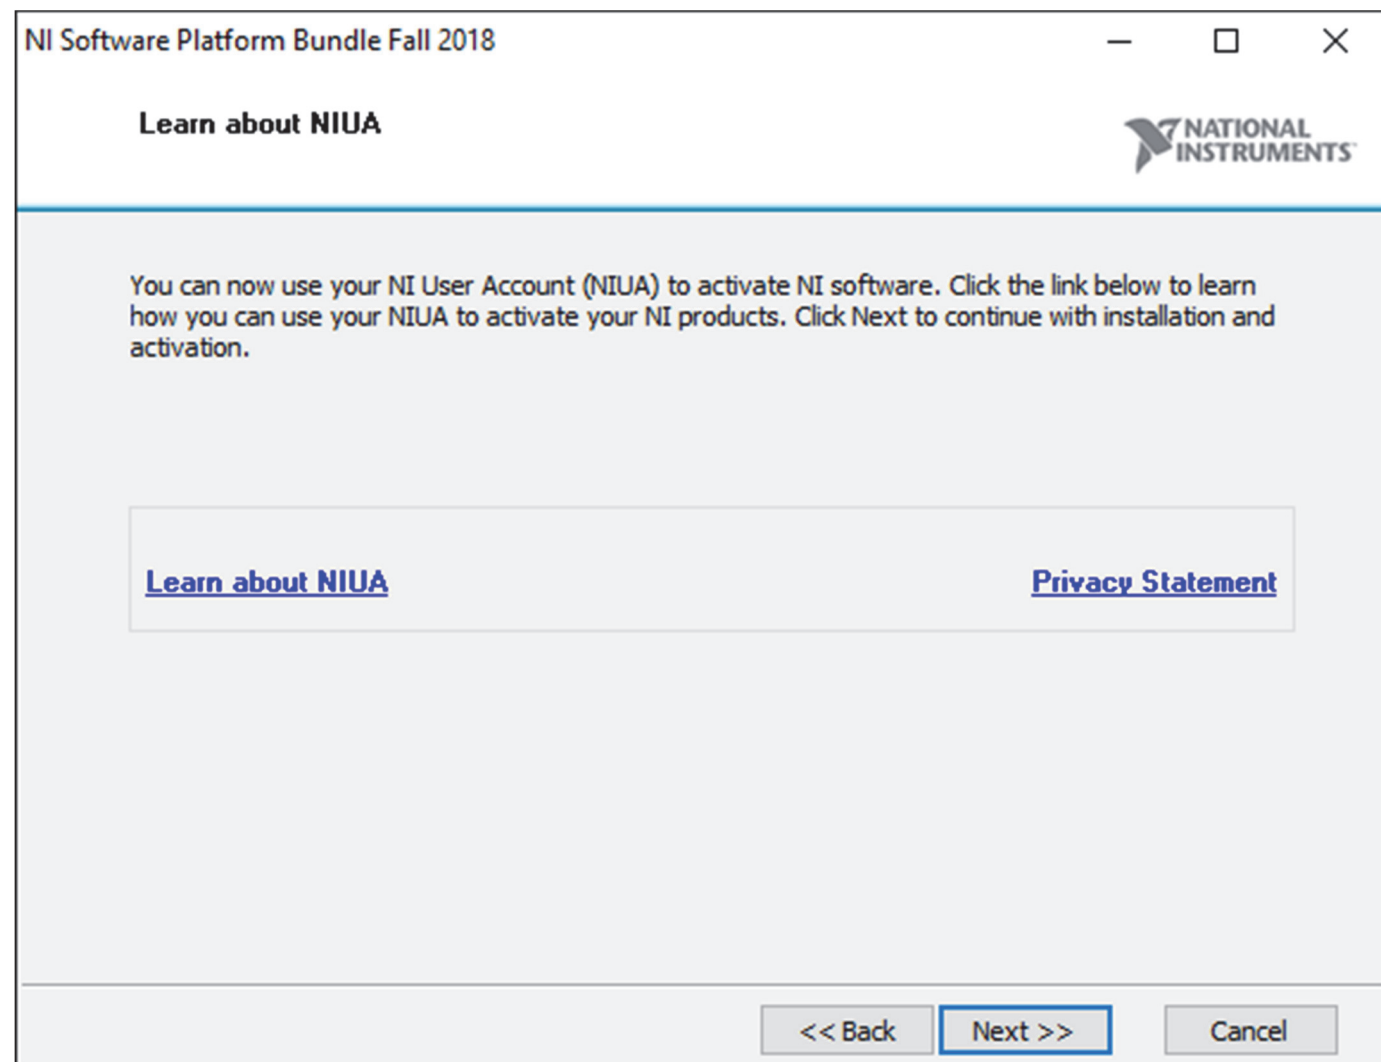 NI Software Platform Bundle Fall 2018
Learn about NIUA
NATIONAL
INSTRUMENTS
You can now use your NI User Account (NIUA) to activate NI software. Click the link below to learn
how you can use your NIUA to activate your NI products. Click Next to continue with installation and
activation.
Learn about NIUA
Privacy Statement
<< Back
Next >>
Cancel